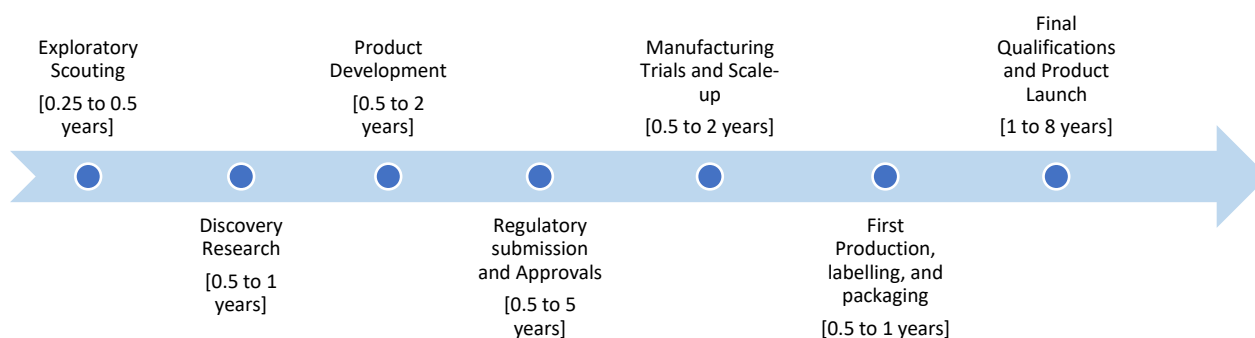 Exploratory
Scouting
[0.25 to 0.5
years]
Discovery
Research
[0.5 to 1
years]
Product
Development
[0.5 to 2
years]
Regulatory
submission
and Approvals
[0.5 to 5
years]
Manufacturing
Trials and Scale-
up
[0.5 to 2 years]
First
Production,
labelling, and
packaging
[0.5 to 1 years]
Final
Qualifications
and Product
Launch
[1 to 8 years]